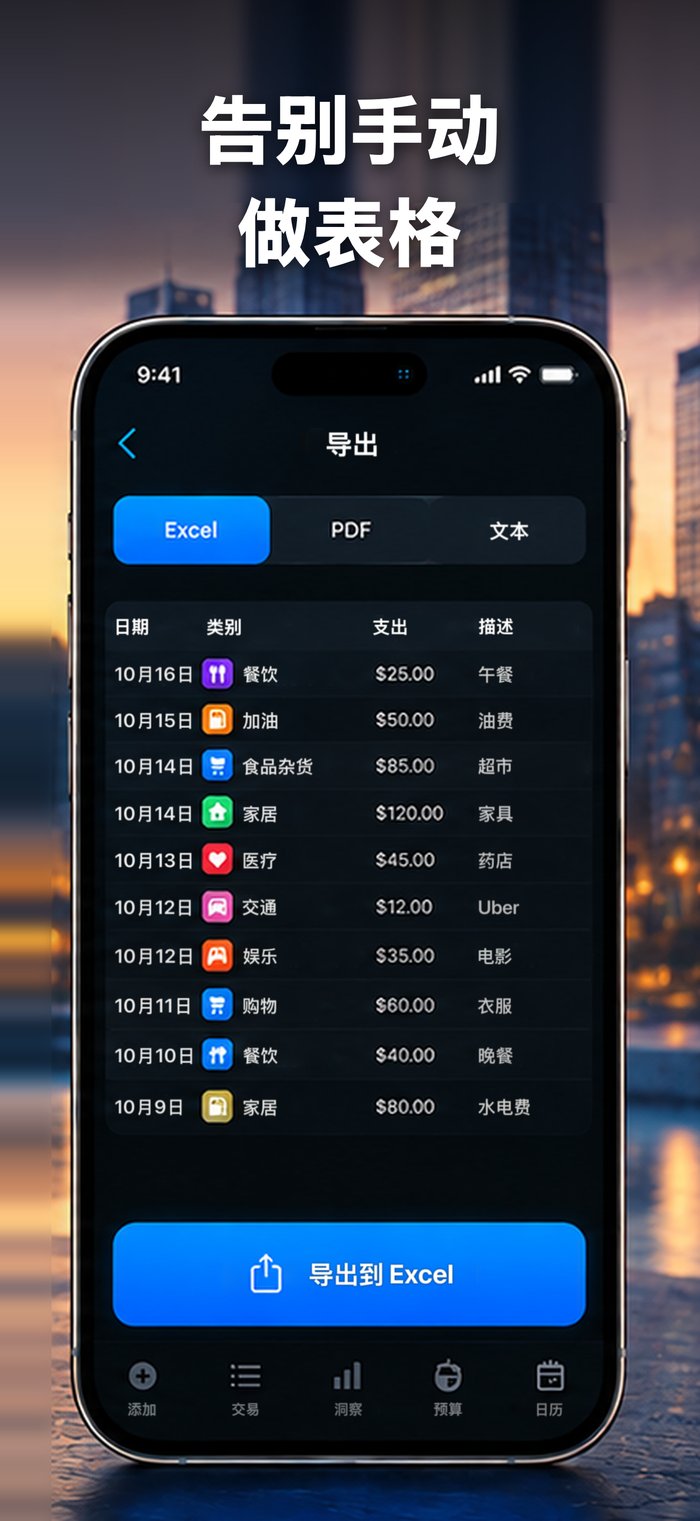 告别手动
做表格
9:41
导出
Excel PDF 文本
日期 类别 支出 描述
10月16日 餐饮 $25.00 午餐
10月15日 加油 $50.00 油费
10月14日 食品杂货 $85.00 超市
10月14日 家居 $120.00 家具
10月13日 医疗 $45.00 药店
10月12日 交通 $12.00 Uber
10月12日 娱乐 $35.00 电影
10月11日 购物 $60.00 衣服
10月10日 餐饮 $40.00 晚餐
10月9日 家居 $80.00 水电费
导出到 Excel
添加 交易 洞察 预算 日历